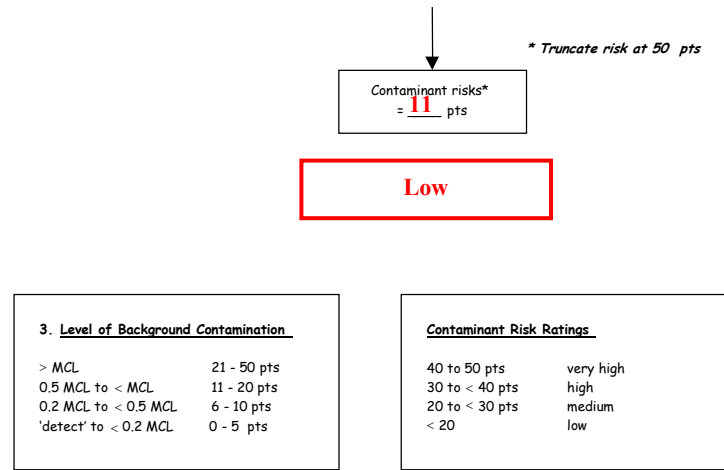 * Truncate risk at 50 pts
Contaminant risks*
= 11 pts
Low
3. Level of Background Contamination
> MCL 21 - 50 pts
0.5 MCL to < MCL 11 - 20 pts
0.2 MCL to < 0.5 MCL 6 - 10 pts
'detect' to < 0.2 MCL 0 - 5 pts
Contaminant Risk Ratings
40 to 50 pts very high
30 to < 40 pts high
20 to < 30 pts medium
< 20 low